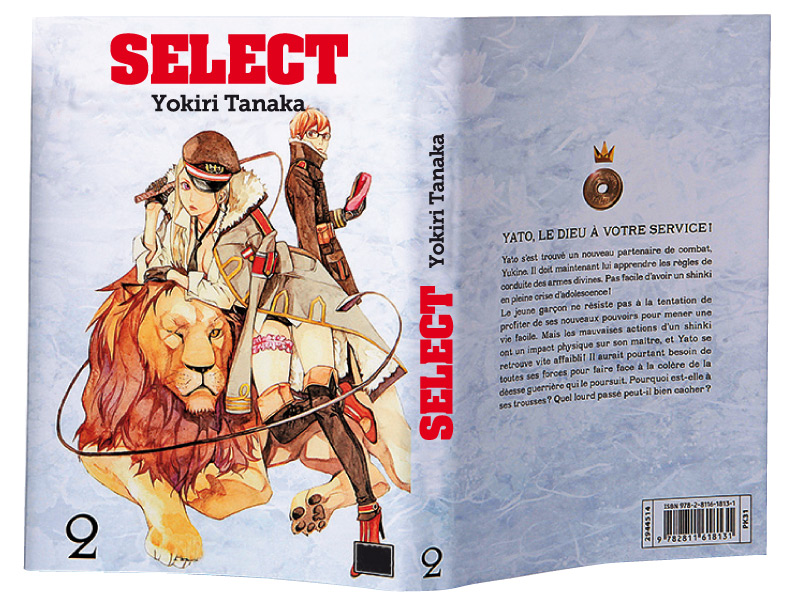 SELECT
Yokiri Tanaka
2
SELECT Yokiri Tanaka
2
YATO, LE DIEU À VOTRE SERVICE !
Yato s'est trouvé un nouveau partenaire de combat,
Yukine. Il doit maintenant lui apprendre les règles de
conduite des armes divines. Pas facile d'avoir un shinki
en pleine crise d'adolescence !
Le jeune garçon ne résiste pas à la tentation de
profiter de ses nouveaux pouvoirs pour mener une
vie facile. Mais les mauvaises actions d'un shinki
ont un impact physique sur son maître, et Yato se
retrouve vite affaibli ! Il aurait pourtant besoin de
toutes ses forces pour faire face à la colère de la
déesse guerrière qui le poursuit. Pourquoi est-elle à
ses trousses ? Quel lourd passé peut-il bien cacher ?
2944514
ISBN 978-2-8116-1813-1
9 782811 618131
PK31